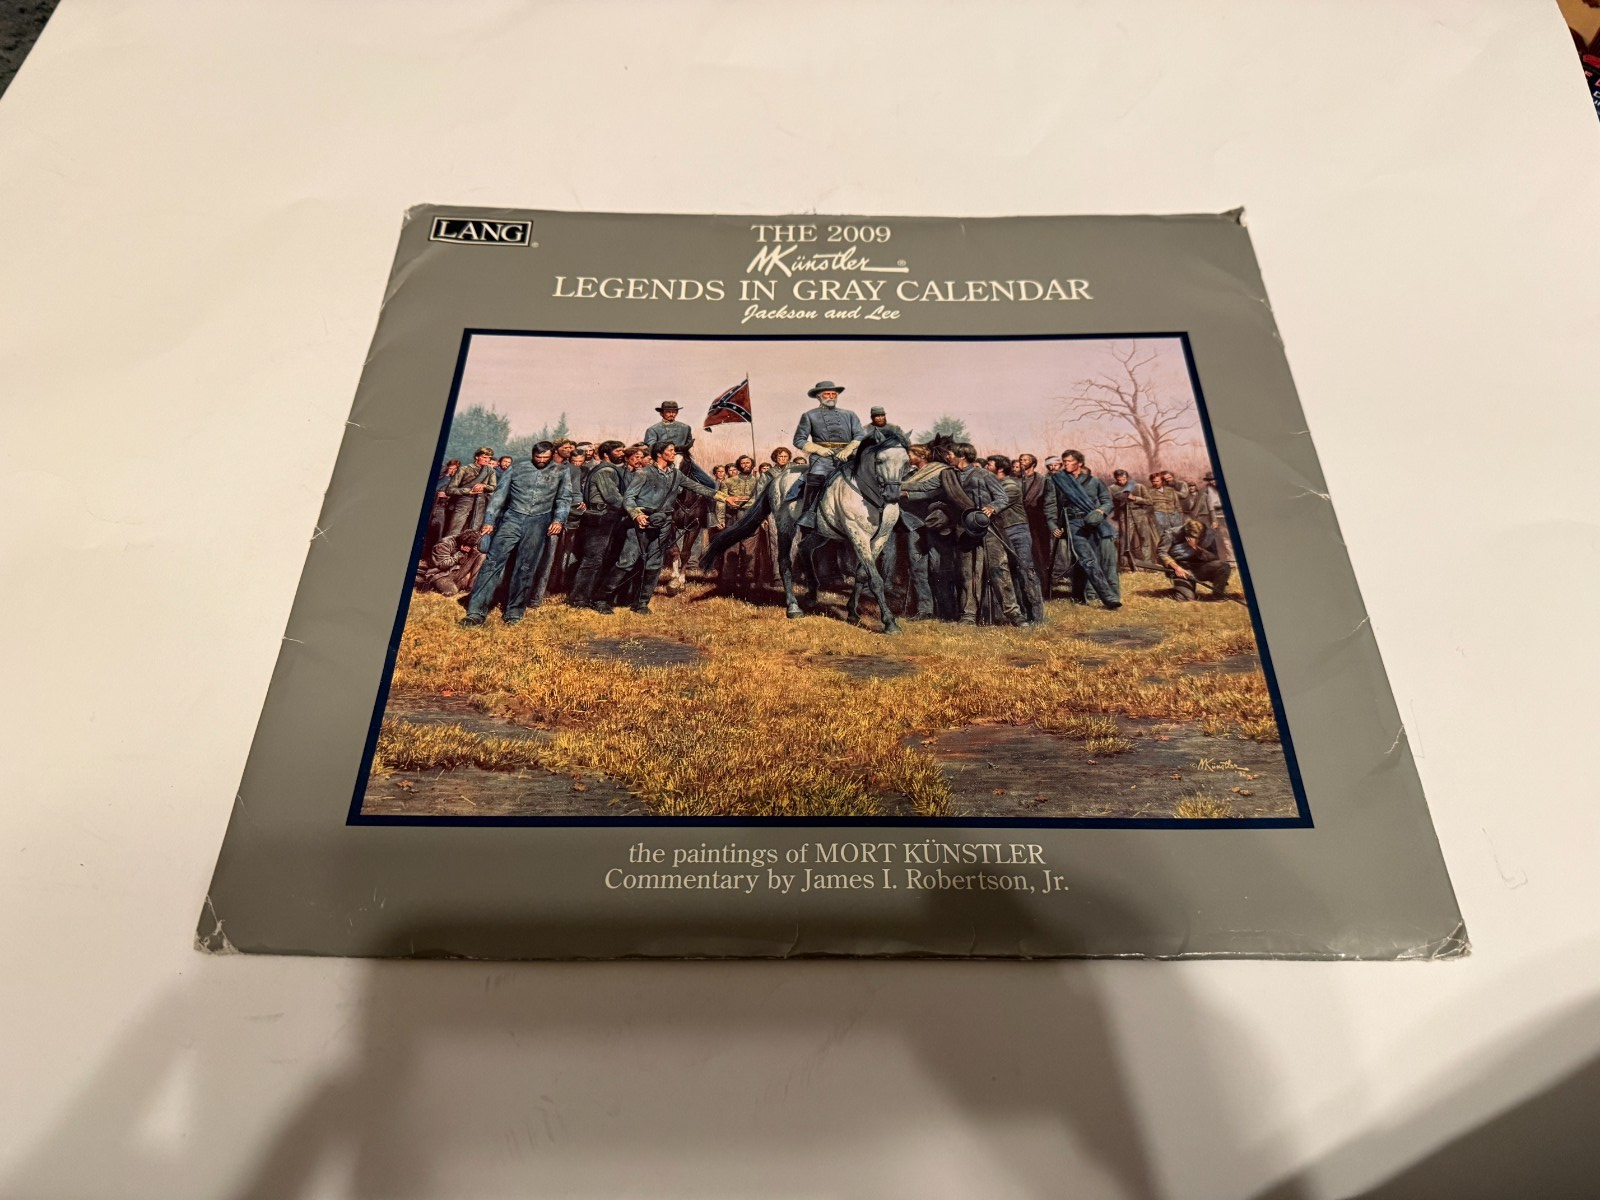 LANG®
THE 2009
MKünstler®
LEGENDS IN GRAY CALENDAR
Jackson and Lee
MKünstler
the paintings of MORT KÜNSTLER
Commentary by James I. Robertson, Jr.